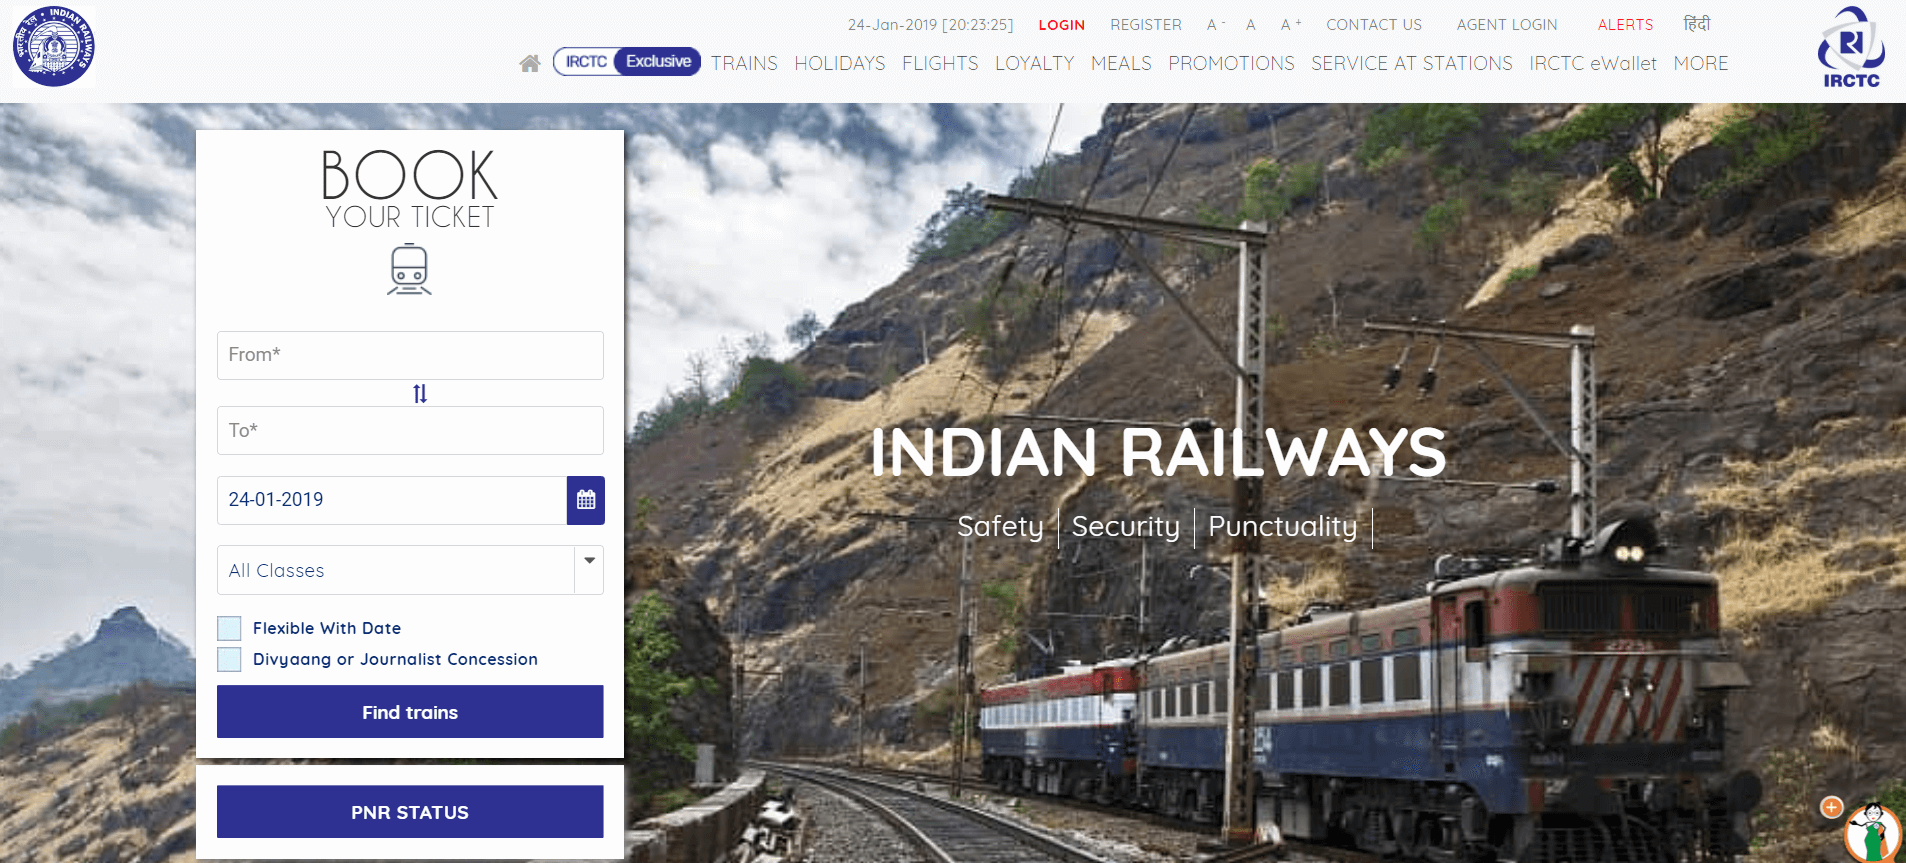 भारतीय रेल INDIAN RAILWAYS
24-Jan-2019 [20:23:25] LOGIN REGISTER A - A A + CONTACT US AGENT LOGIN ALERTS हिंदी
IRCTC Exclusive TRAINS HOLIDAYS FLIGHTS LOYALTY MEALS PROMOTIONS SERVICE AT STATIONS IRCTC eWallet MORE
IRCTC
BOOK
YOUR TICKET
From*
To*
24-01-2019
All Classes
Flexible With Date
Divyaang or Journalist Concession
Find trains
PNR STATUS
INDIAN RAILWAYS
Safety Security Punctuality